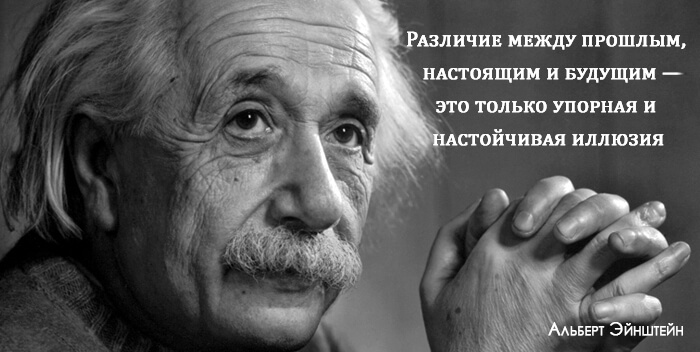 Различие между прошлым,
настоящим и будущим —
это только упорная и
настойчивая иллюзия
Альберт Эйнштейн